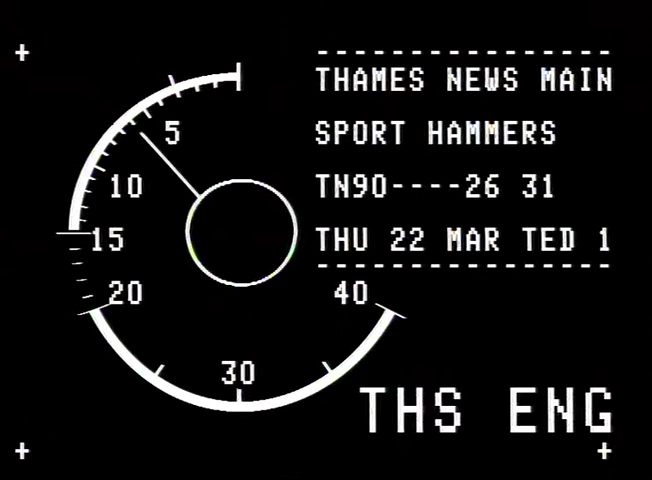 THAMES NEWS MAIN
SPORT HAMMERS
TN90----26 31
THU 22 MAR TED 1
5
10
15
20
30
40
THS ENG